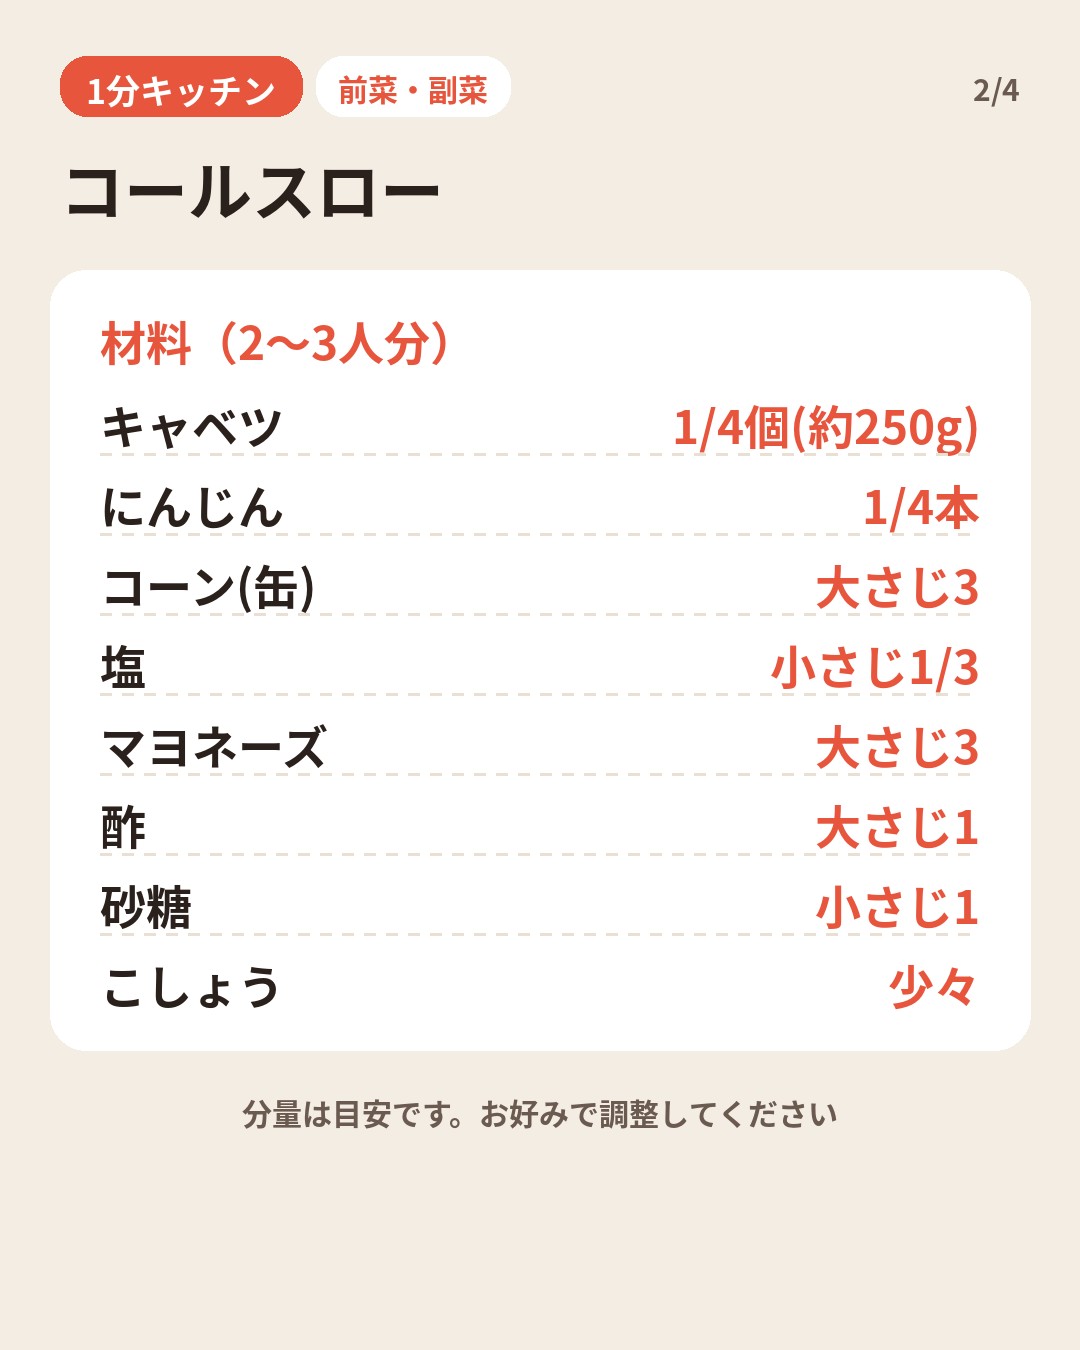 1分キッチン 前菜・副菜 2/4
コールスロー
材料（2〜3人分）
キャベツ 1/4個(約250g)
にんじん 1/4本
コーン(缶) 大さじ3
塩 小さじ1/3
マヨネーズ 大さじ3
酢 大さじ1
砂糖 小さじ1
こしょう 少々
分量は目安です。お好みで調整してください